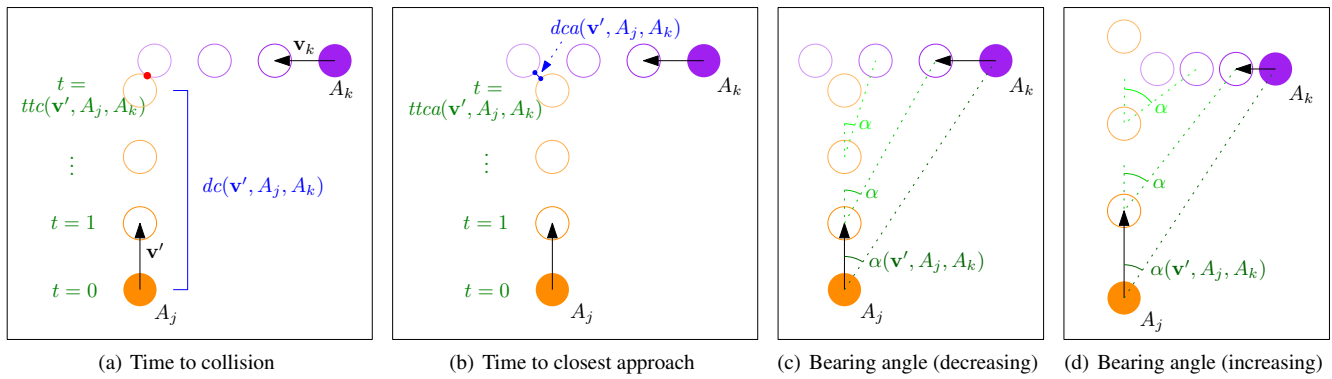 v_k
A_k
t =
ttc(v′, A_j, A_k)
⋮
dc(v′, A_j, A_k)
t = 1
v′
t = 0
A_j
(a) Time to collision
dca(v′, A_j, A_k)
A_k
t =
ttca(v′, A_j, A_k)
⋮
t = 1
t = 0
A_j
(b) Time to closest approach
A_k
α
α
α(v′, A_j, A_k)
A_j
(c) Bearing angle (decreasing)
A_k
α
α
α(v′, A_j, A_k)
A_j
(d) Bearing angle (increasing)